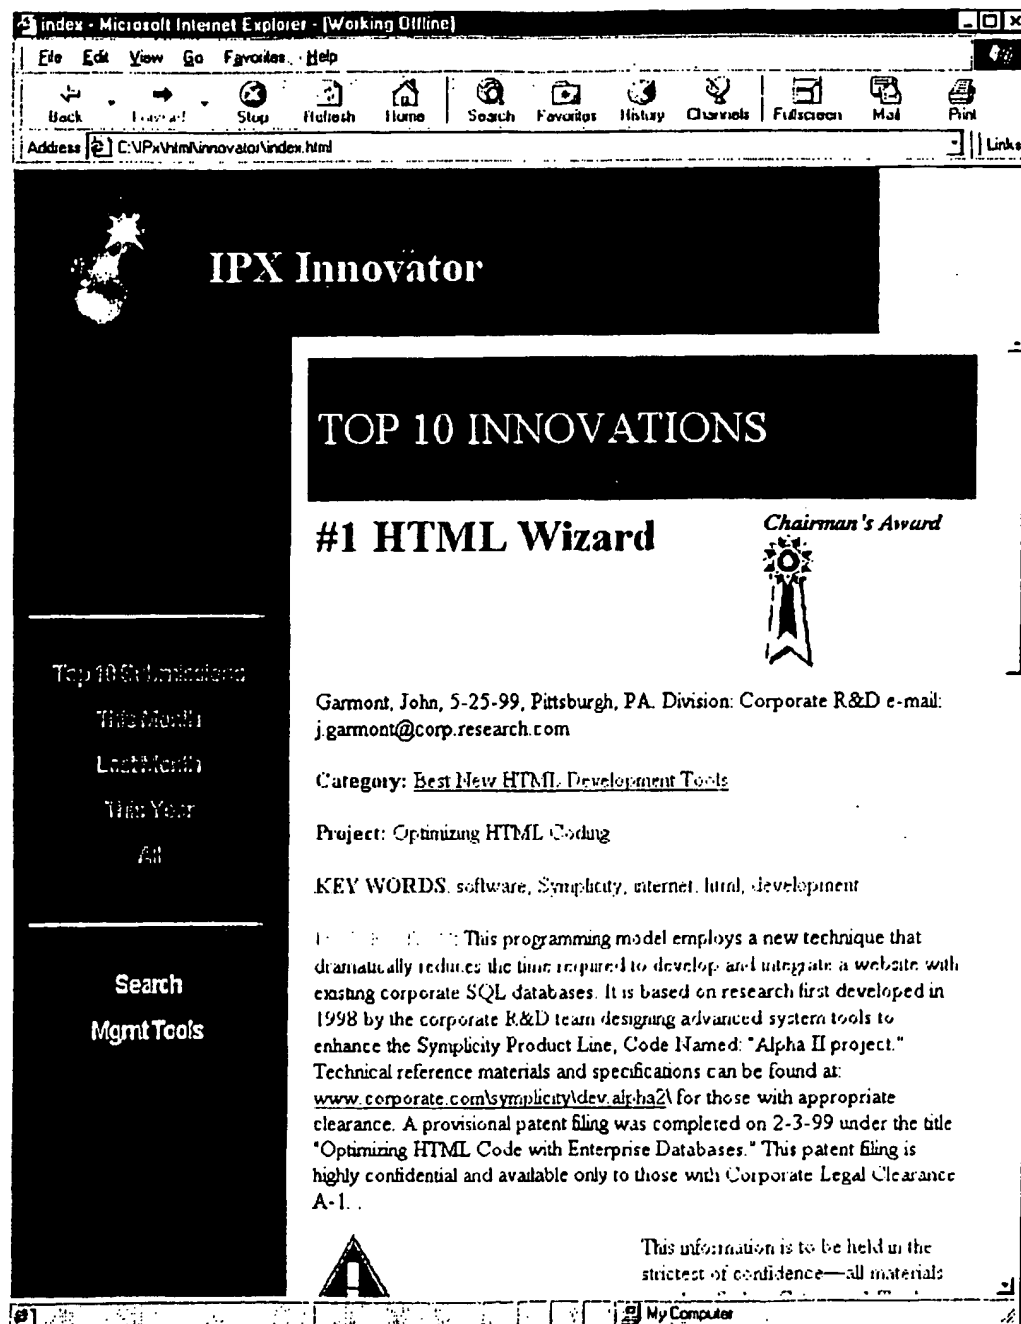 index - Microsoft Internet Explorer - [Working Offline]
File Edit View Go Favorites Help
Back Forward Stop Refresh Home Search Favorites History Channels Fullscreen Mail Print
Address C:\IPx\html\innovator\index.html Links
IPX Innovator
TOP 10 INNOVATIONS
#1 HTML Wizard
Chairman's Award
Top 10 Submissions
This Month
Last Month
This Year
All
Search
Mgmt Tools
Garmont, John, 5-25-99, Pittsburgh, PA. Division: Corporate R&D e-mail:
j.garmont@corp.research.com
Category: Best New HTML Development Tools
Project: Optimizing HTML Coding
KEY WORDS. software, Symplicity, internet, html, development
: This programming model employs a new technique that
dramatically reduces the time required to develop and integrate a website with
existing corporate SQL databases. It is based on research first developed in
1998 by the corporate R&D team designing advanced system tools to
enhance the Symplicity Product Line, Code Named: "Alpha II project."
Technical reference materials and specifications can be found at:
www.corporate.com\symplicity\dev.alpha2\ for those with appropriate
clearance. A provisional patent filing was completed on 2-3-99 under the title
"Optimizing HTML Code with Enterprise Databases." This patent filing is
highly confidential and available only to those with Corporate Legal Clearance
A-1. .
This information is to be held in the
strictest of confidence—all materials
My Computer